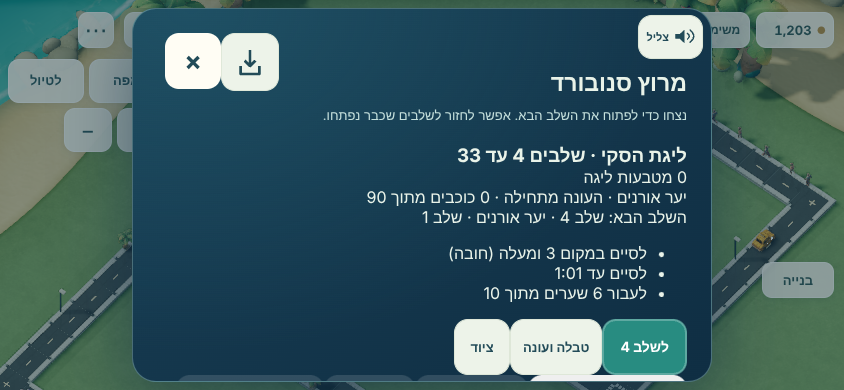 1,203
משימ
צליל
לטיול
מפה
מרוץ סנובורד
נצחו כדי לפתוח את השלב הבא. אפשר לחזור לשלבים שכבר נפתחו.
ליגת הסקי · שלבים 4 עד 33
0 מטבעות ליגה
יער אורנים · העונה מתחילה · 0 כוכבים מתוך 90
השלב הבא: שלב 4 · יער אורנים · שלב 1
• לסיים במקום 3 ומעלה (חובה)
• לסיים עד 1:01
• לעבור 6 שערים מתוך 10
בנייה
לשלב 4
טבלה ועונה
ציוד